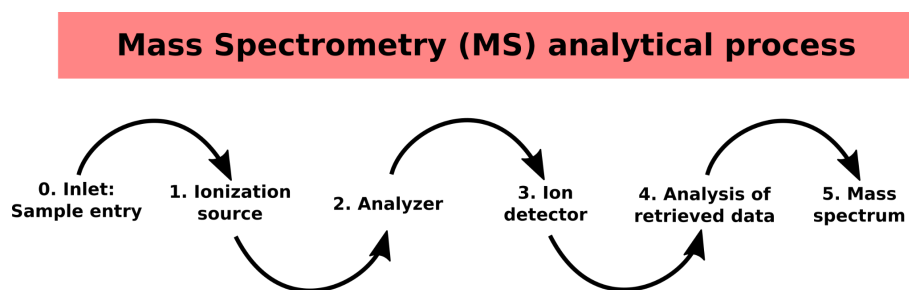 Mass Spectrometry (MS) analytical process
0. Inlet:
Sample entry
1. Ionization
source
2. Analyzer
3. Ion
detector
4. Analysis of
retrieved data
5. Mass
spectrum